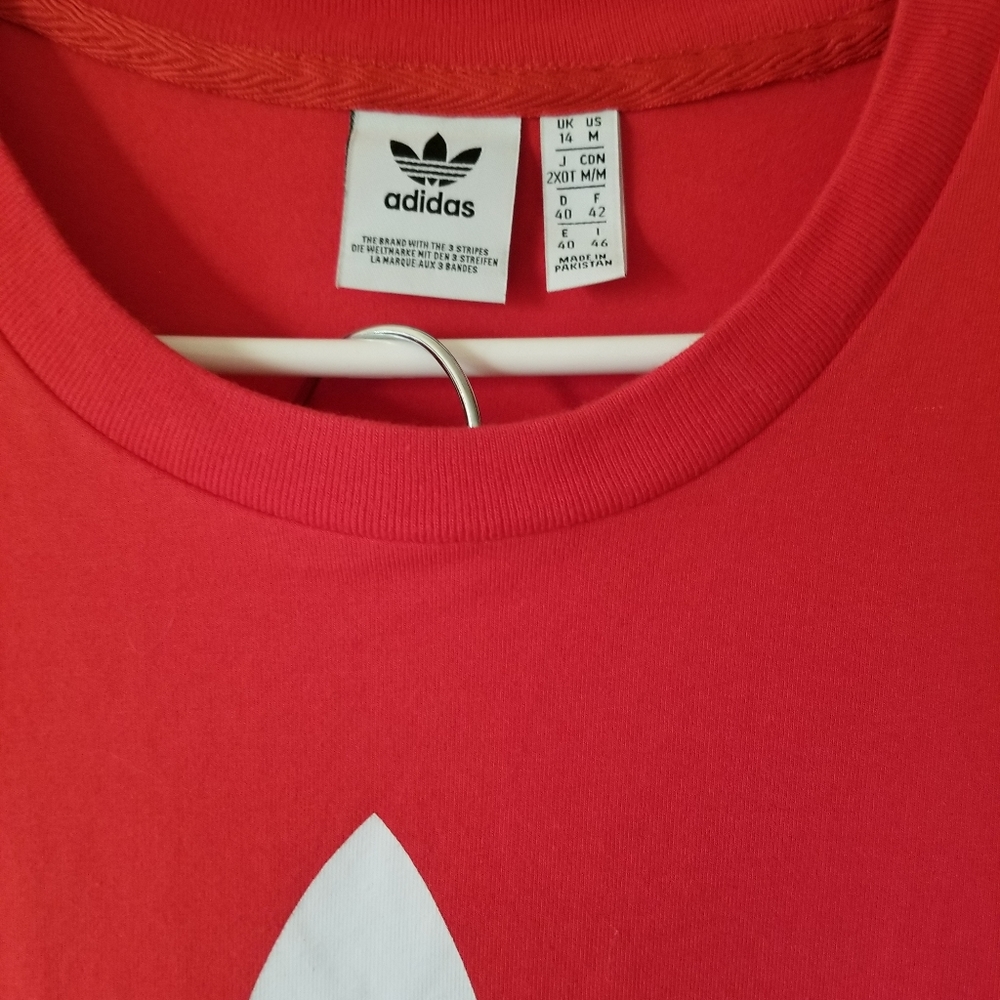 adidas
THE BRAND WITH THE 3 STRIPES
DIE WELTMARKE MIT DEN 3 STREIFEN
LA MARQUE AUX 3 BANDES
UK US
14 M
J CDN
2XOT M/M
D F
40 42
E I
40 46
MADE IN
PAKISTAN